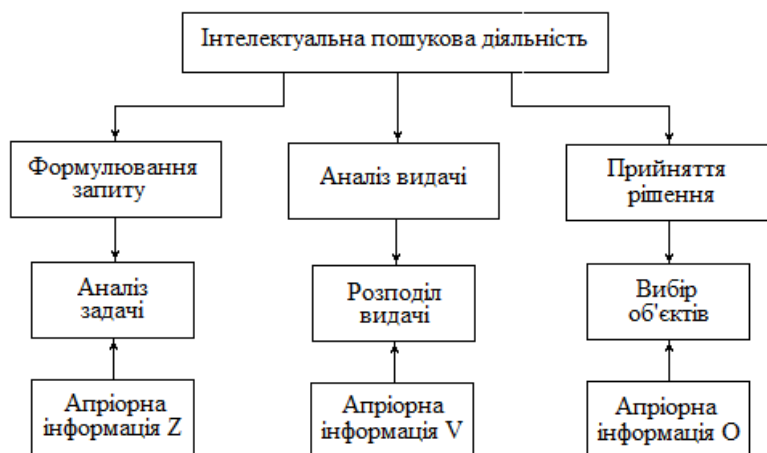 Інтелектуальна пошукова діяльність
Формулювання
запиту
Аналіз видачі
Прийняття
рішення
Аналіз
задачі
Розподіл
видачі
Вибір
об'єктів
Апріорна
інформація Z
Апріорна
інформація V
Апріорна
інформація О